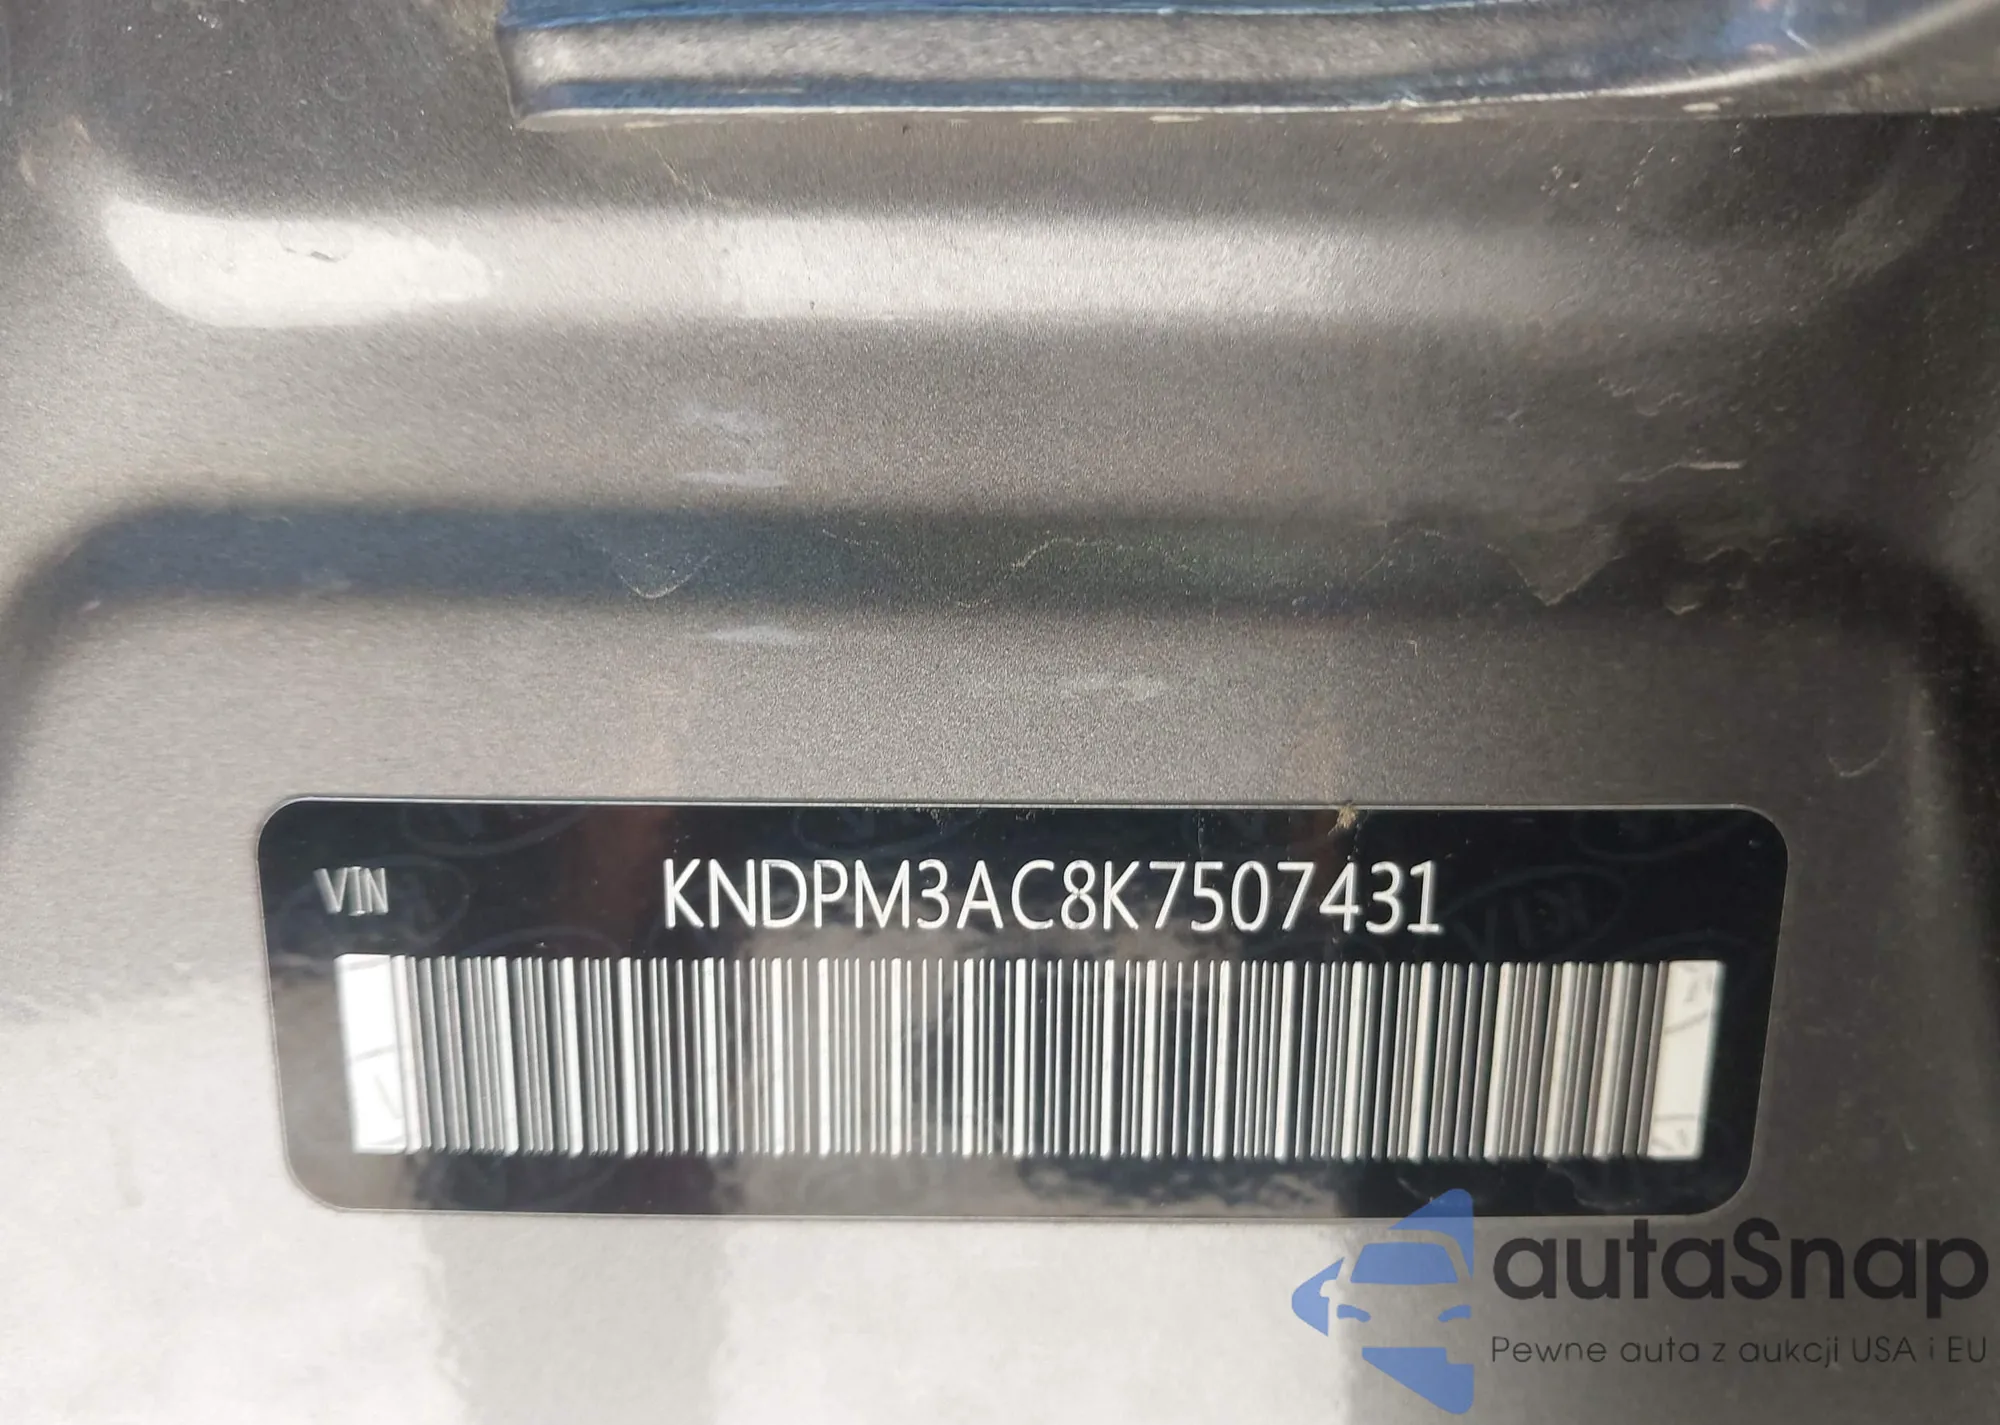 VIN
KNDPM3AC8K7507431
autaSnap
Pewne auta z aukcji USA i EU